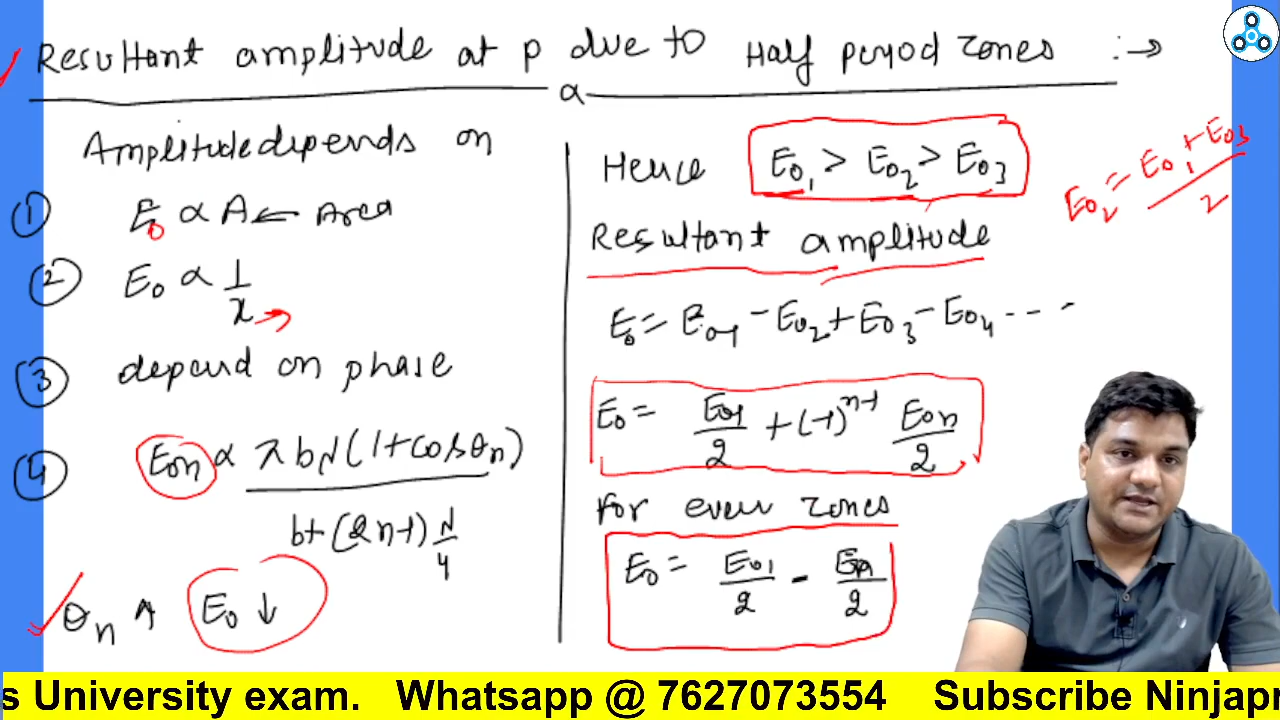 Resultant amplitude at p due to Half period zones :→
Amplitude depends on
① E₀ ∝ A ← Area
② E₀ ∝ 1/x →
③ depend on phase
④ E₀n ∝ πbλ(1+cosθn) / b+(2n-1)λ/4
θn ↑ E₀ ↓
Hence E₀₁ > E₀₂ > E₀₃
E₀₂ = E₀₁+E₀₃ / 2
Resultant amplitude
E₀ = E₀₁ - E₀₂ + E₀₃ - E₀₄ - - -
E₀ = E₀₁/2 + (-1)ⁿ⁻¹ E₀n/2
for even zones
E₀ = E₀₁/2 - E₀n/2
s University exam. Whatsapp @ 7627073554 Subscribe Ninjapr